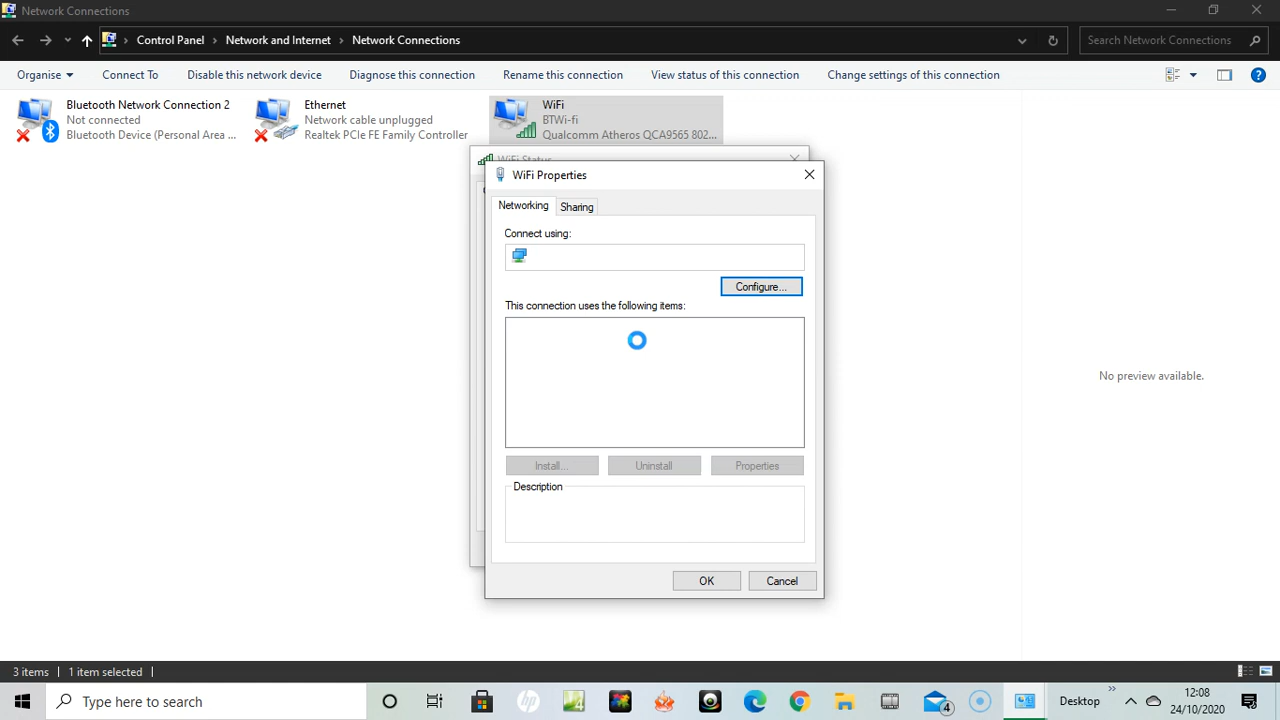 Network Connections
Control Panel
Network and Internet
Network Connections
Search Network Connections
Organise
Connect To
Disable this network device
Diagnose this connection
Rename this connection
View status of this connection
Change settings of this connection
Bluetooth Network Connection 2
Not connected
Bluetooth Device (Personal Area ...
Ethernet
Network cable unplugged
Realtek PCIe FE Family Controller
WiFi
BTWi-fi
Qualcomm Atheros QCA9565 802...
WiFi Status
WiFi Properties
Networking
Sharing
Connect using:
Configure...
This connection uses the following items:
Install...
Uninstall
Properties
Description
OK
Cancel
No preview available.
3 items
1 item selected
Type here to search
hp
4
4
Desktop
12:08
24/10/2020